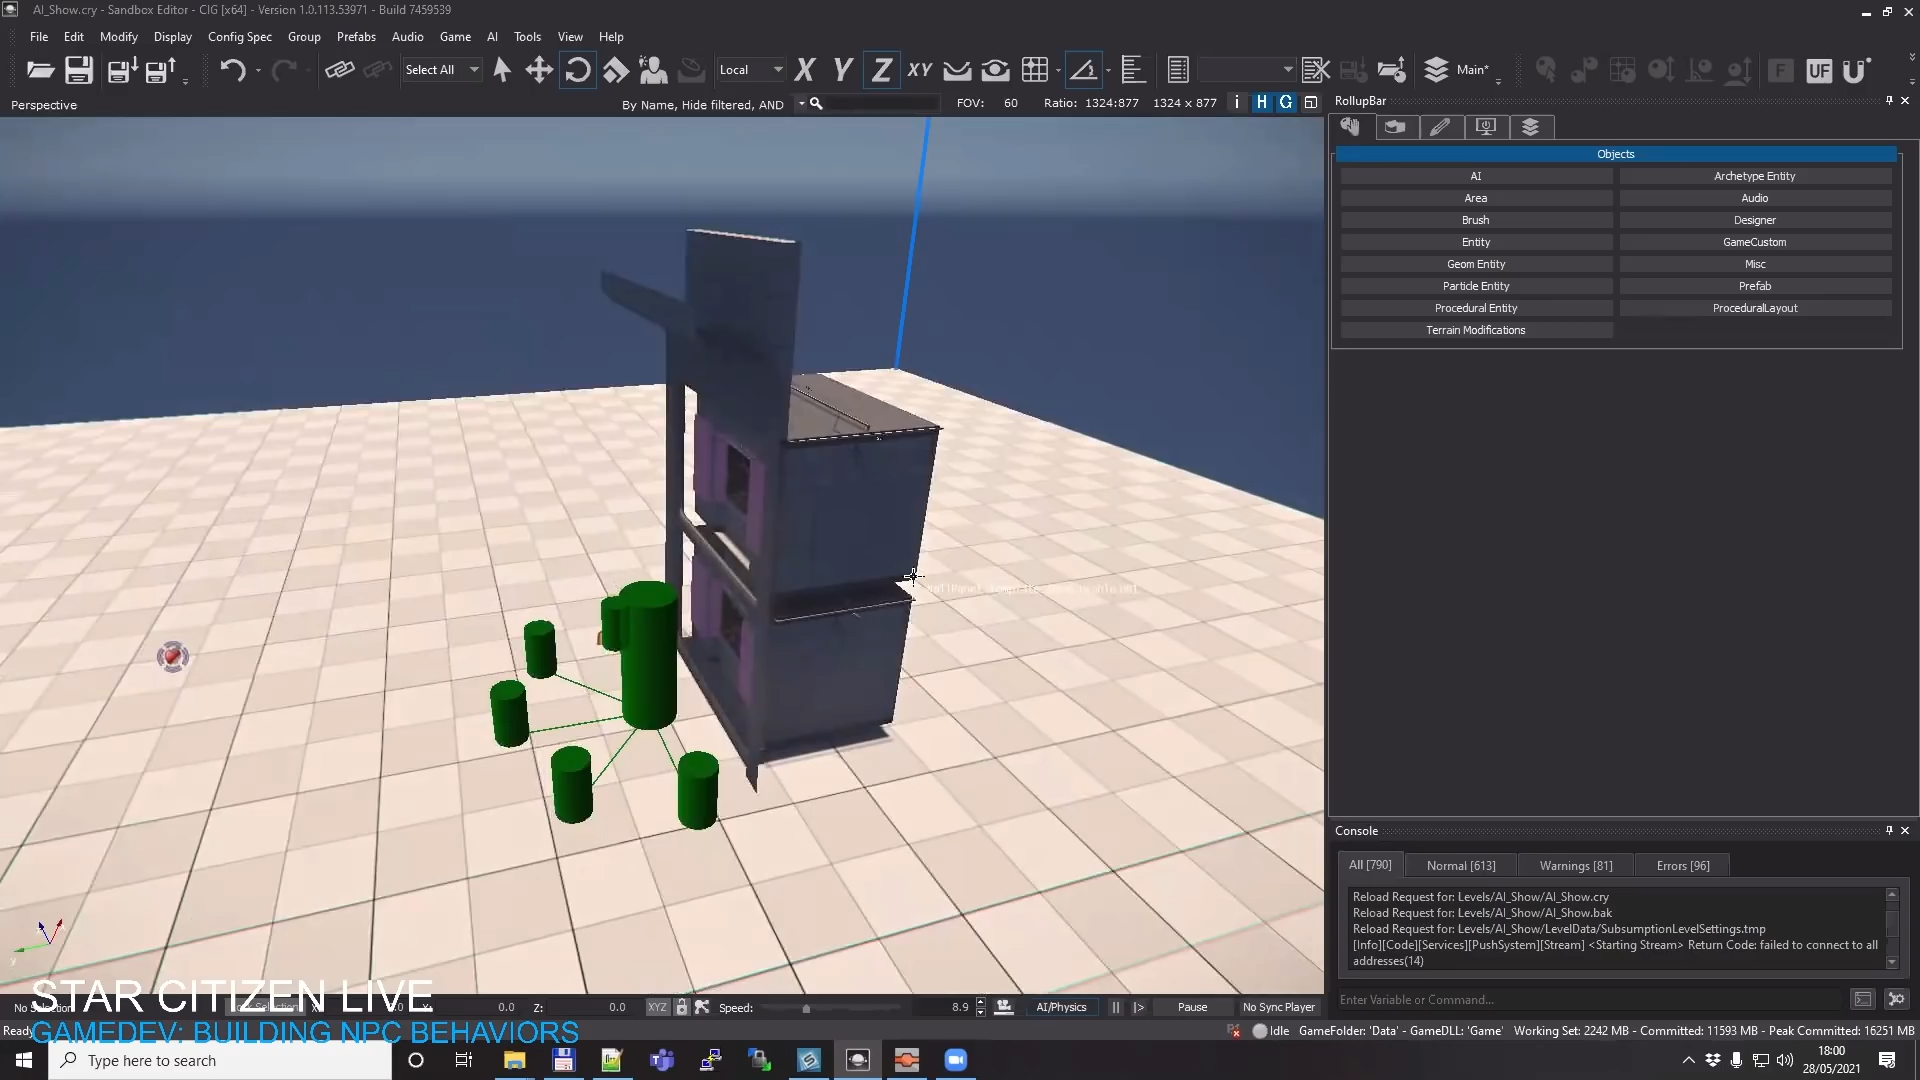 AI_Show.cry - Sandbox Editor - CIG [x64] - Version 1.0.113.53971 - Build 7459539
File Edit Modify Display Config Spec Group Prefabs Audio Game AI Tools View Help
Select All Local X Y Z XY Main* F UF
Perspective By Name, Hide filtered, AND FOV: 60 Ratio: 1324:877 1324 x 877 i H G
RollupBar
Objects
AI Archetype Entity
Area Audio
Brush Designer
Entity GameCustom
Geom Entity Misc
Particle Entity Prefab
Procedural Entity ProceduralLayout
Terrain Modifications
Console
All [790] Normal [613] Warnings [81] Errors [96]
Reload Request for: Levels/AI_Show/AI_Show.cry
Reload Request for: Levels/AI_Show/AI_Show.bak
Reload Request for: Levels/AI_Show/LevelData/SubsumptionLevelSettings.tmp
[Info][Code][Services][PushSystem][Stream] <Starting Stream> Return Code: failed to connect to all
addresses(14)
Enter Variable or Command...
y
STAR CITIZEN LIVE
GAMEDEV: BUILDING NPC BEHAVIORS
0.0 Z: 0.0 XYZ Speed: 8.9 AI/Physics Pause No Sync Player
Idle GameFolder: 'Data' - GameDLL: 'Game' Working Set: 2242 MB - Committed: 11593 MB - Peak Committed: 16251 MB
Type here to search
18:00
28/05/2021